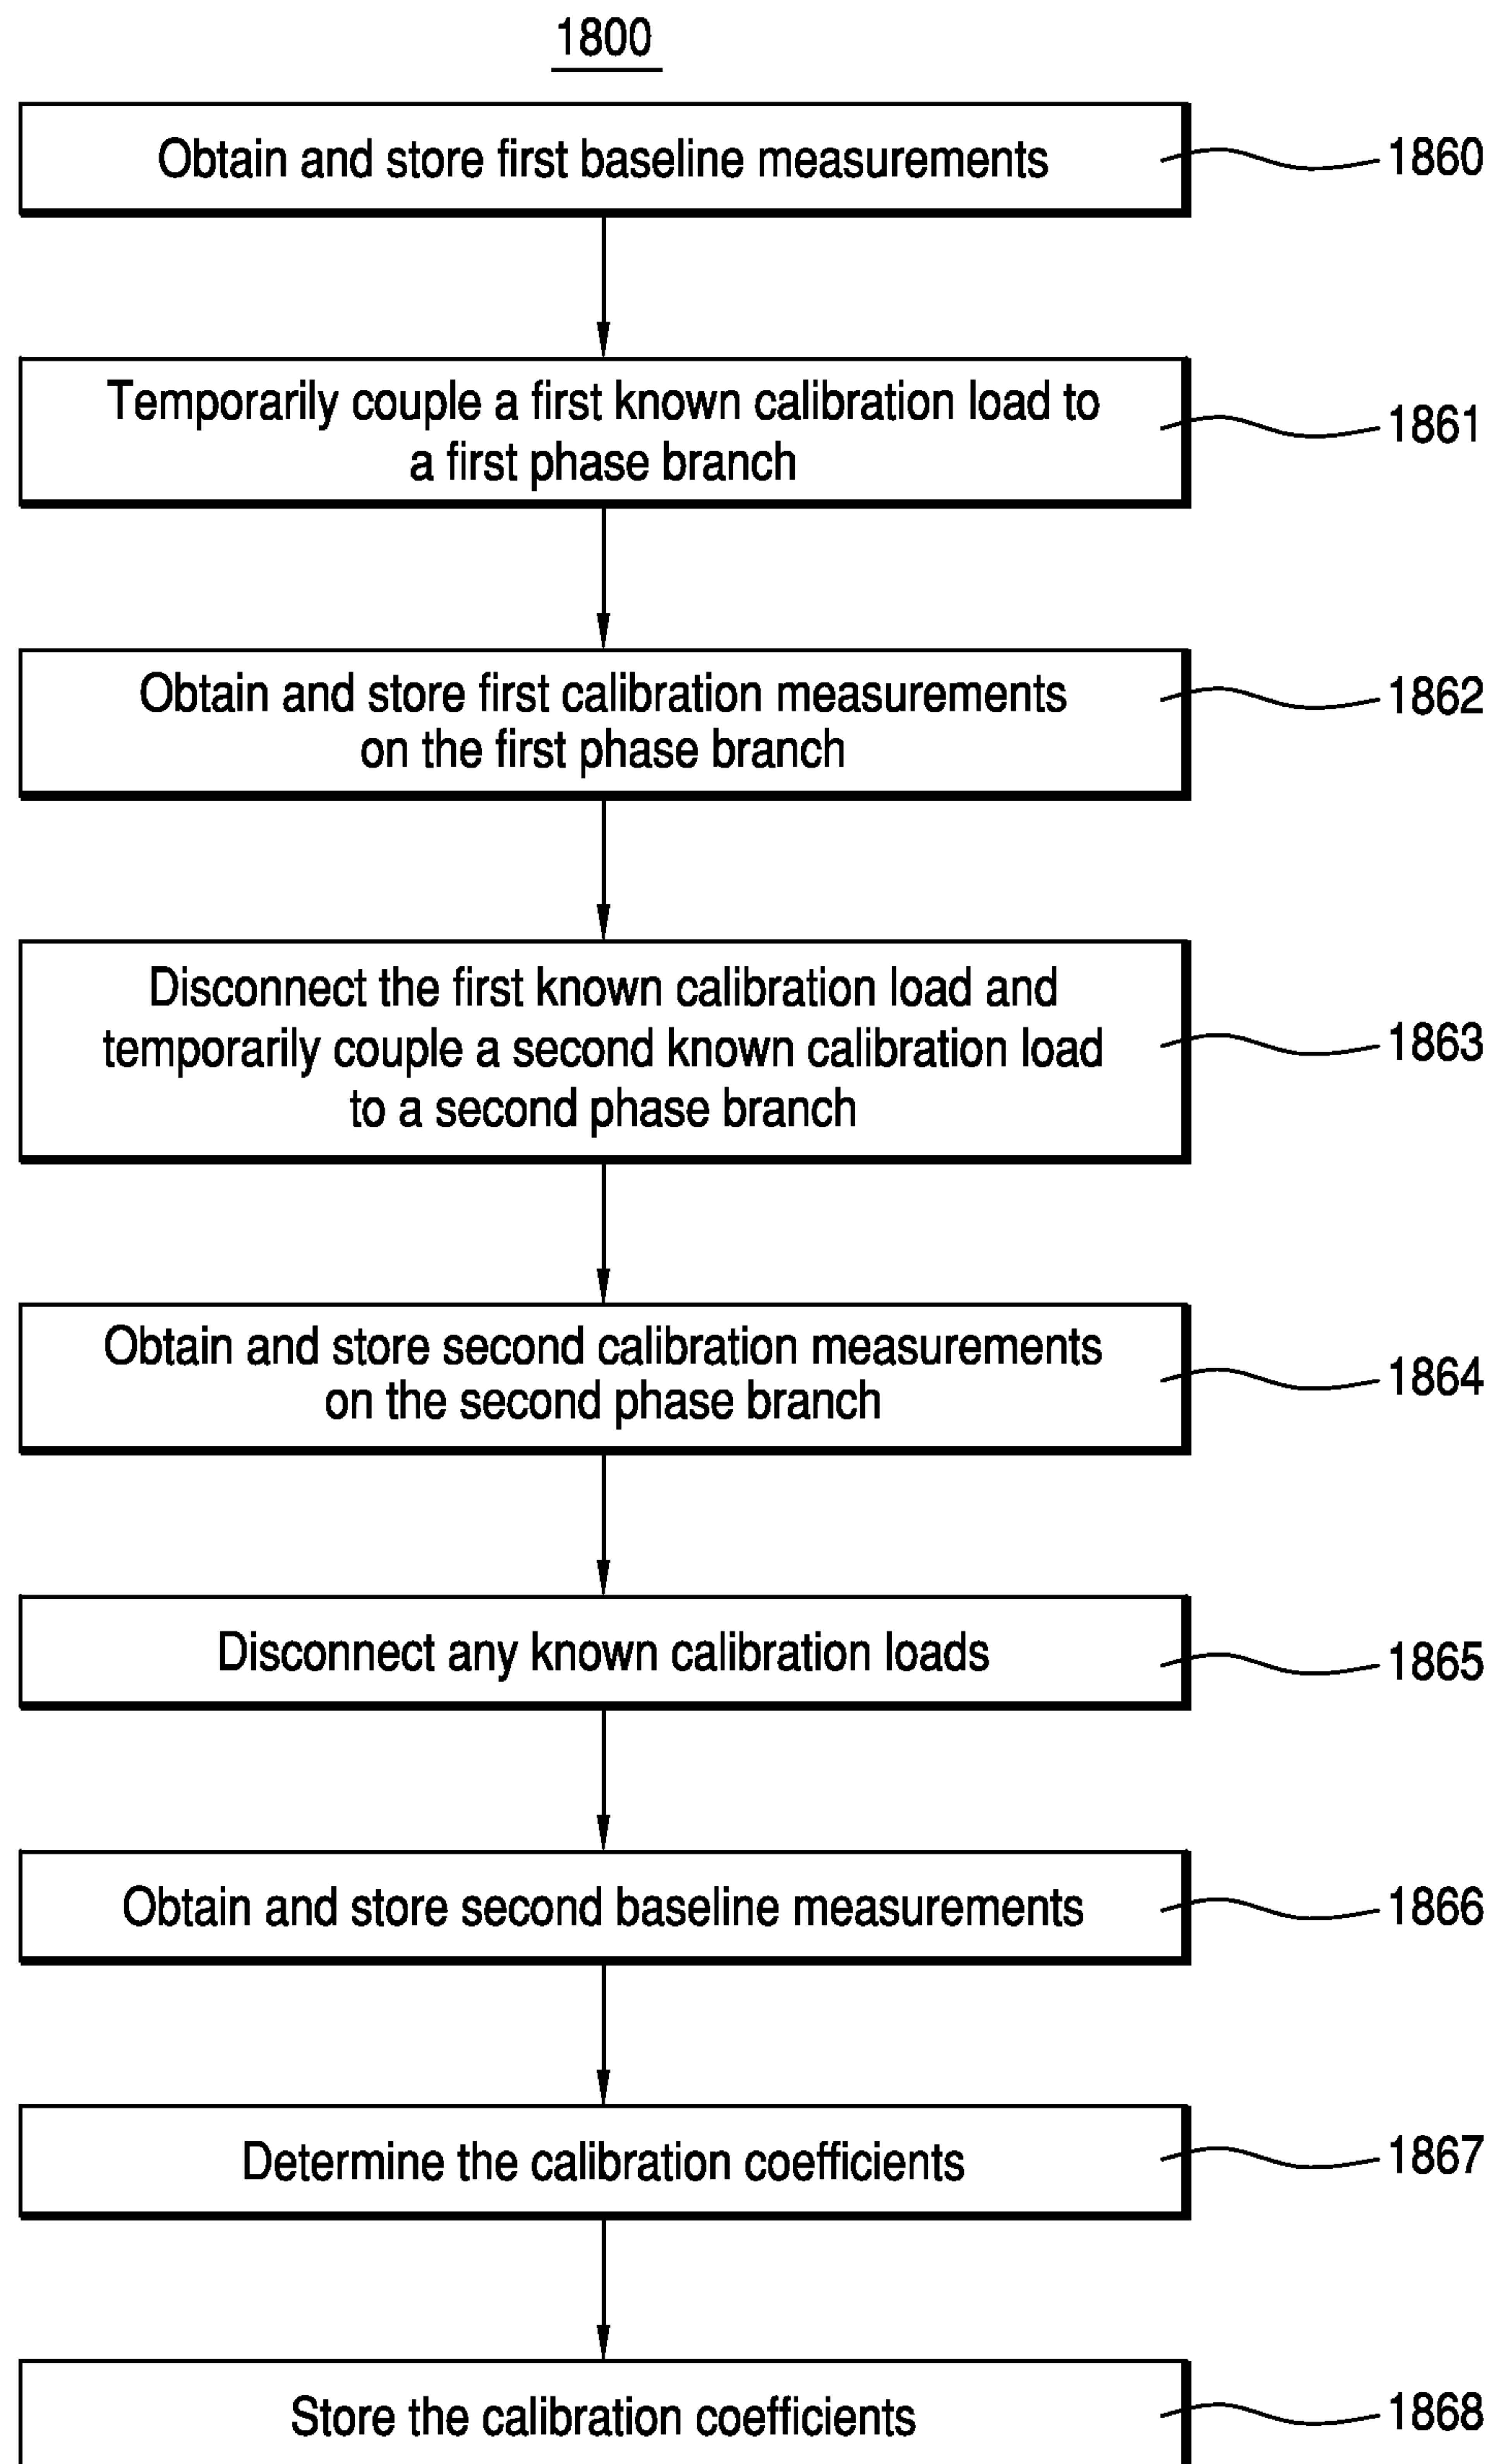 1800
Obtain and store first baseline measurements
1860
Temporarily couple a first known calibration load to
a first phase branch
1861
Obtain and store first calibration measurements
on the first phase branch
1862
Disconnect the first known calibration load and
temporarily couple a second known calibration load
to a second phase branch
1863
Obtain and store second calibration measurements
on the second phase branch
1864
Disconnect any known calibration loads
1865
Obtain and store second baseline measurements
1866
Determine the calibration coefficients
1867
Store the calibration coefficients
1868